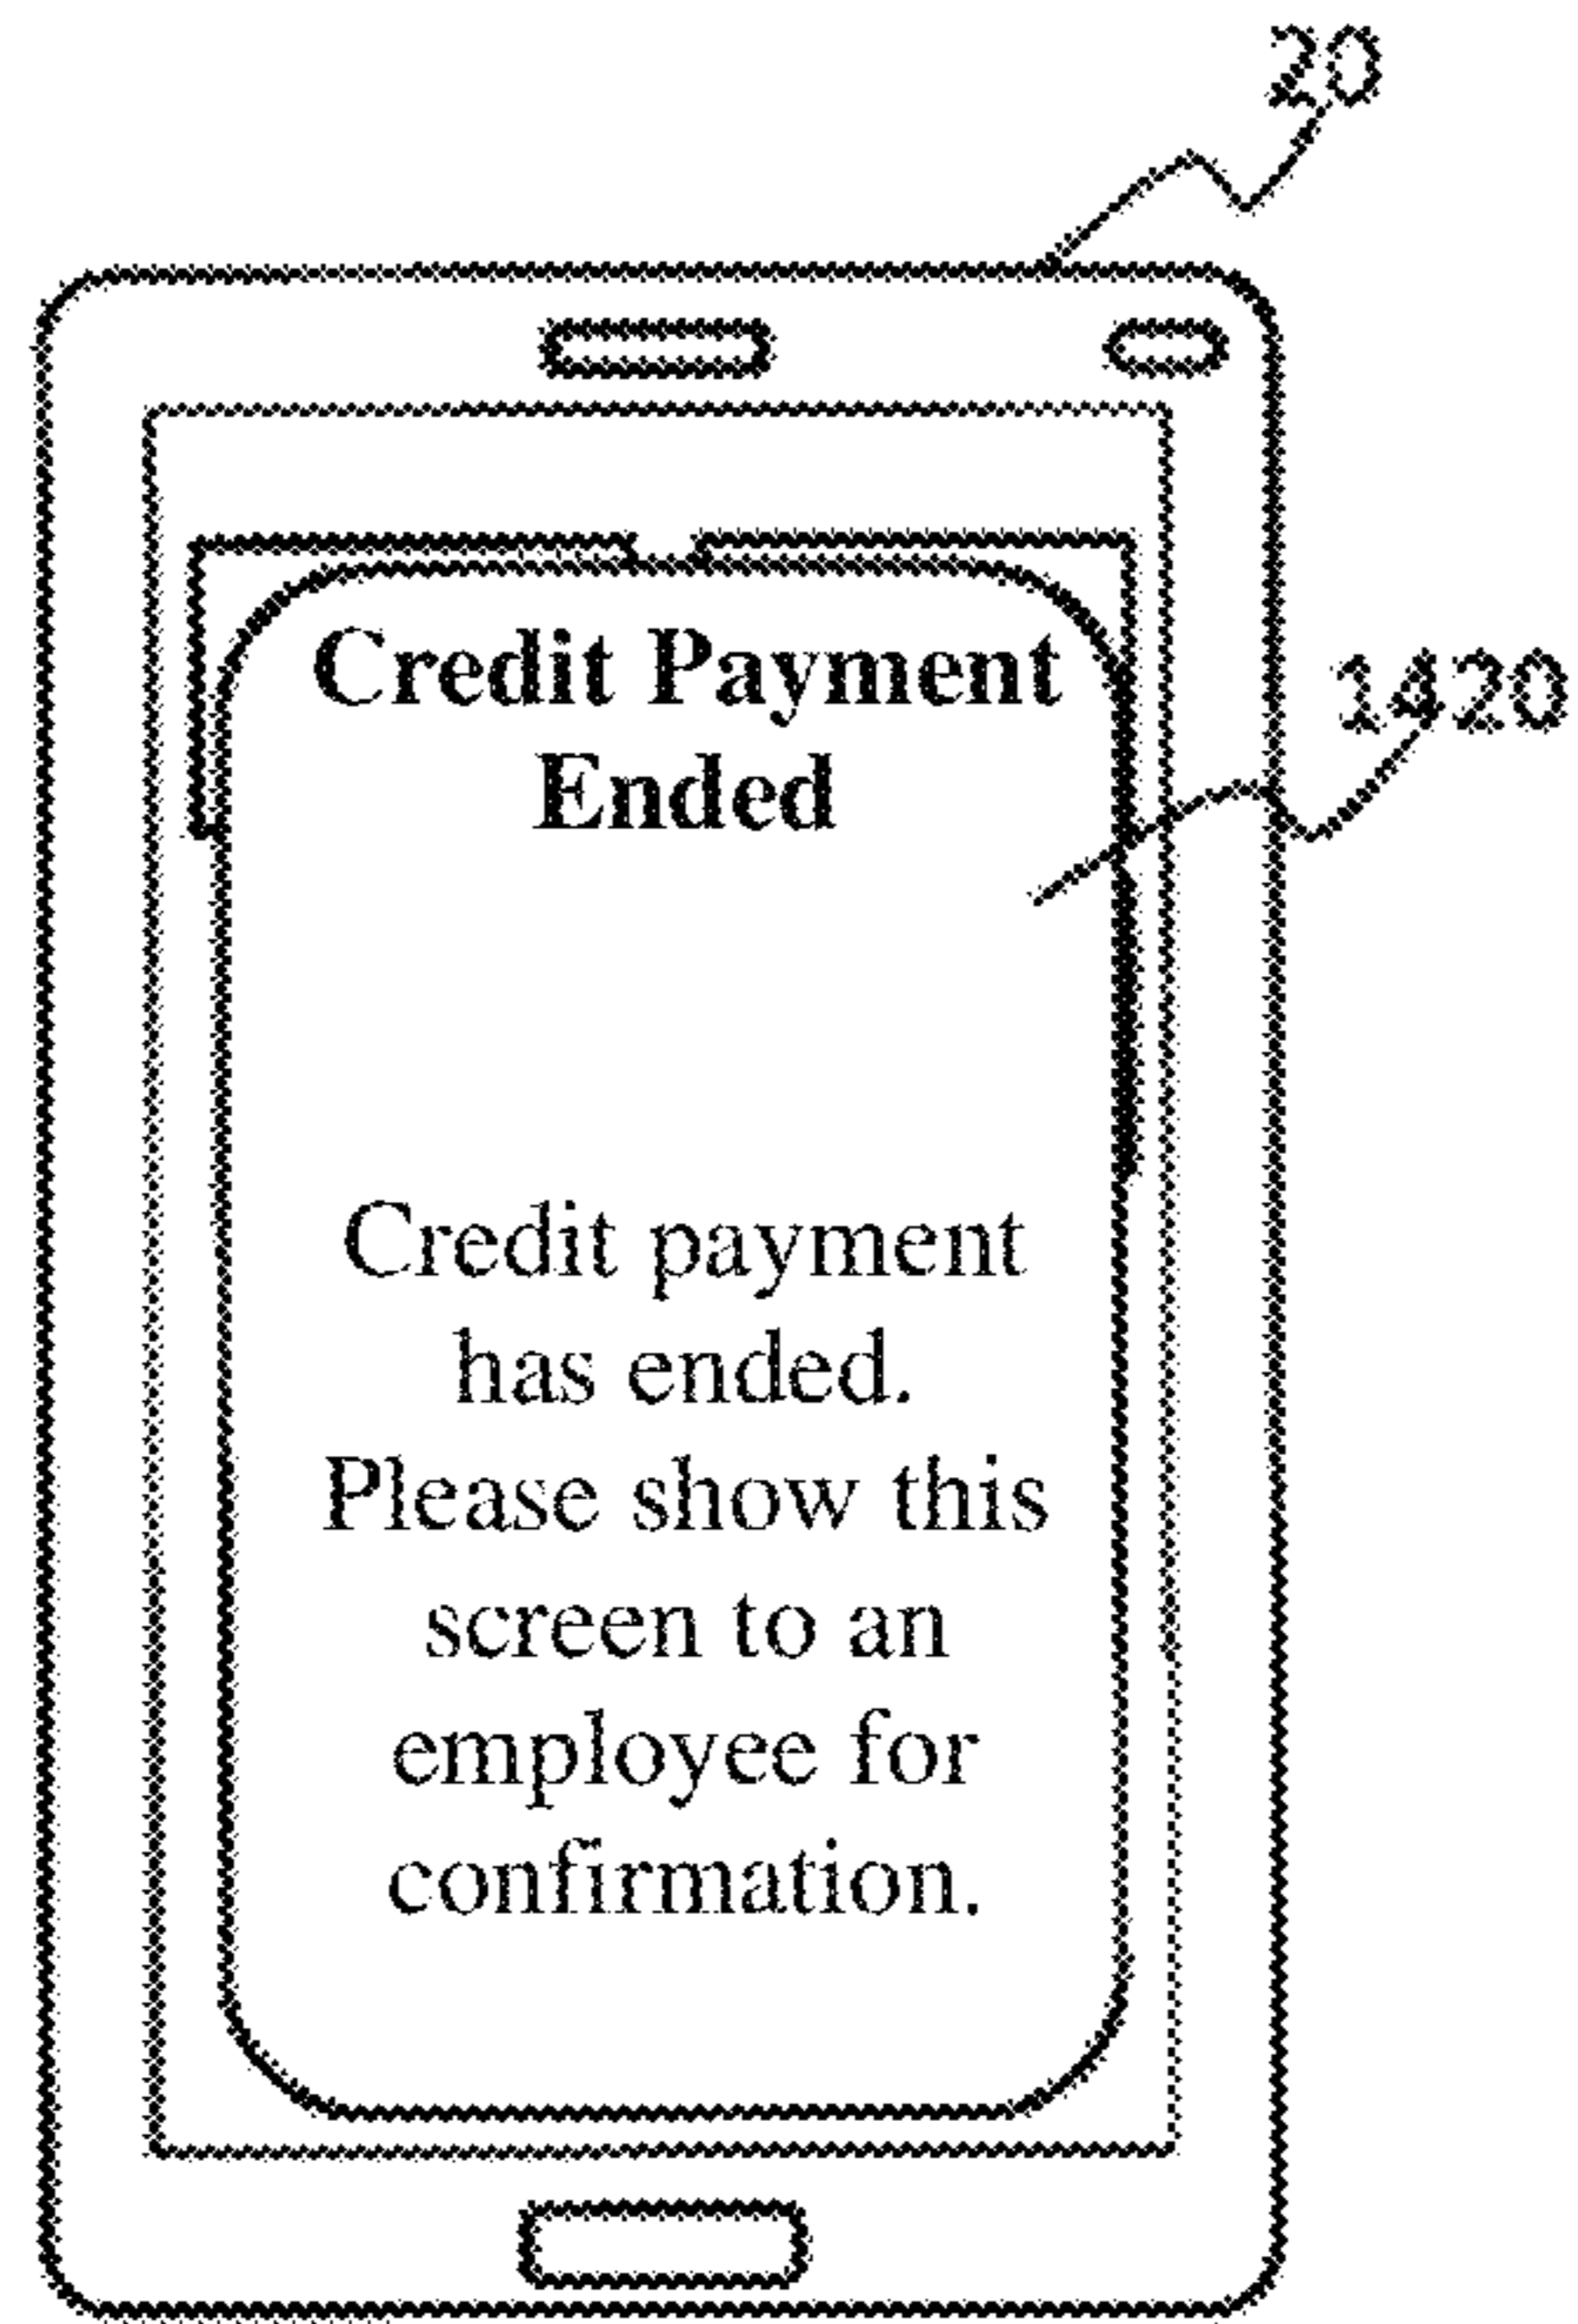 20
Credit Payment
Ended
1420
Credit payment
has ended.
Please show this
screen to an
employee for
confirmation.